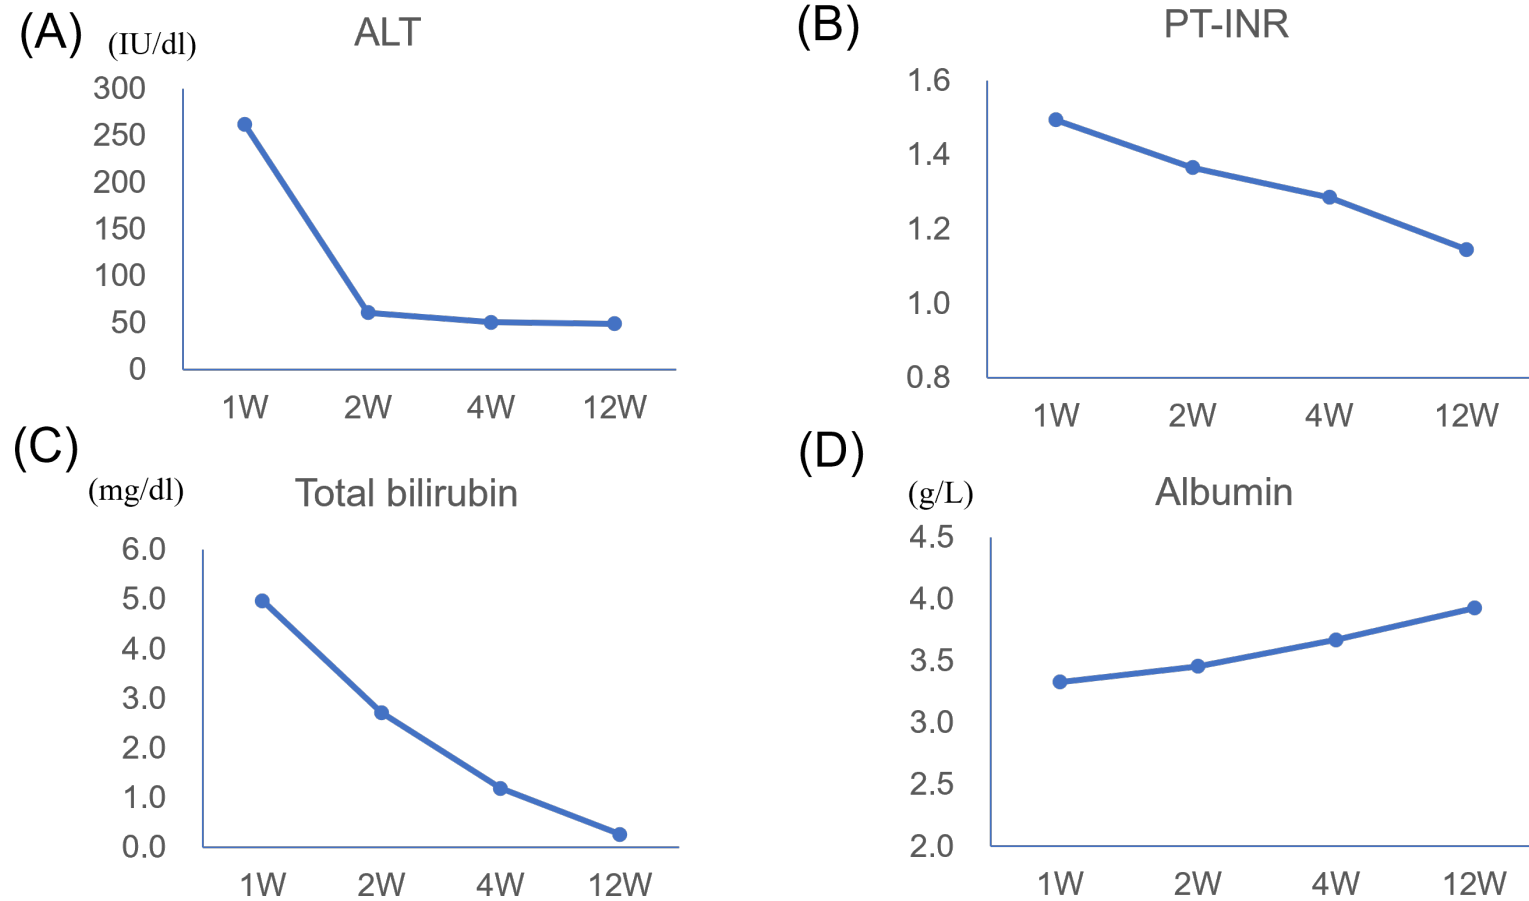 (A)
(IU/dl)
ALT
300
250
200
150
100
50
0
1W 2W 4W 12W
(B)
PT-INR
1.6
1.4
1.2
1.0
0.8
1W 2W 4W 12W
(C)
(mg/dl)
Total bilirubin
6.0
5.0
4.0
3.0
2.0
1.0
0.0
1W 2W 4W 12W
(D)
(g/L)
Albumin
4.5
4.0
3.5
3.0
2.5
2.0
1W 2W 4W 12W